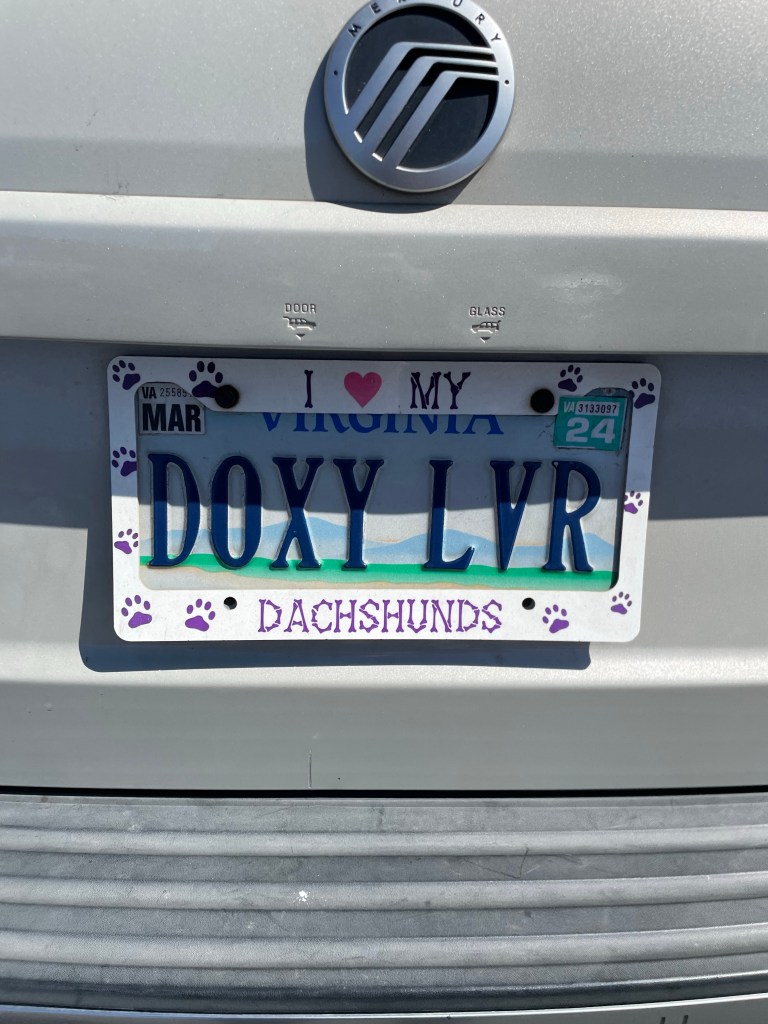 MERCURY
DOOR GLASS
I ❤ MY
VA
MAR
VIRGINIA
VA 3133097
24
DOXY LVR
DACHSHUNDS